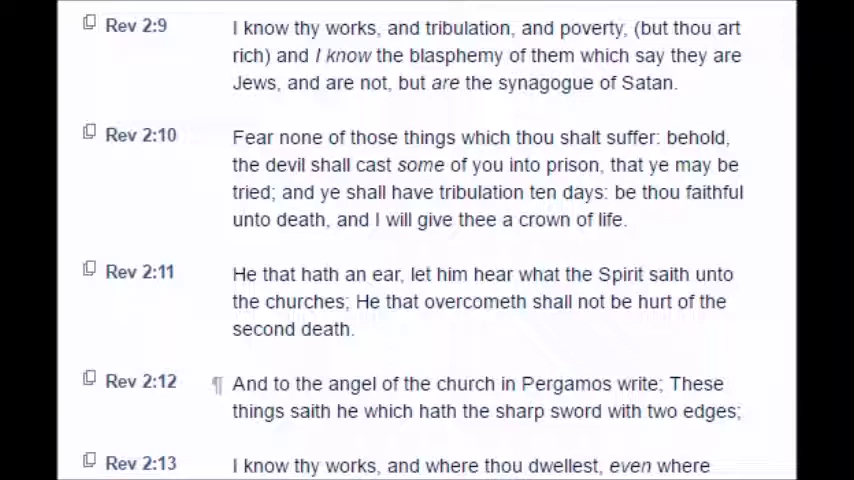 Rev 2:9 I know thy works, and tribulation, and poverty, (but thou art
rich) and I know the blasphemy of them which say they are
Jews, and are not, but are the synagogue of Satan.
Rev 2:10 Fear none of those things which thou shalt suffer: behold,
the devil shall cast some of you into prison, that ye may be
tried; and ye shall have tribulation ten days: be thou faithful
unto death, and I will give thee a crown of life.
Rev 2:11 He that hath an ear, let him hear what the Spirit saith unto
the churches; He that overcometh shall not be hurt of the
second death.
Rev 2:12 ¶ And to the angel of the church in Pergamos write; These
things saith he which hath the sharp sword with two edges;
Rev 2:13 I know thy works, and where thou dwellest, even where